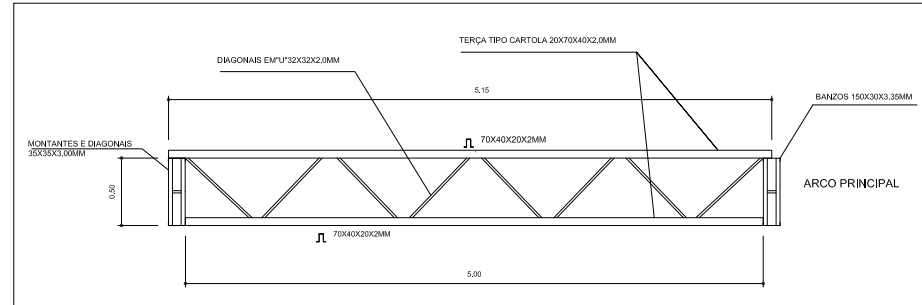 TERÇA TIPO CARTOLA 20X70X40X2,0MM
DIAGONAIS EM"U"32X32X2,0MM
5,15
BANZOS 150X30X3,35MM
MONTANTES E DIAGONAIS
35X35X3,00MM
70X40X20X2MM
0,50
ARCO PRINCIPAL
70X40X20X2MM
5,00